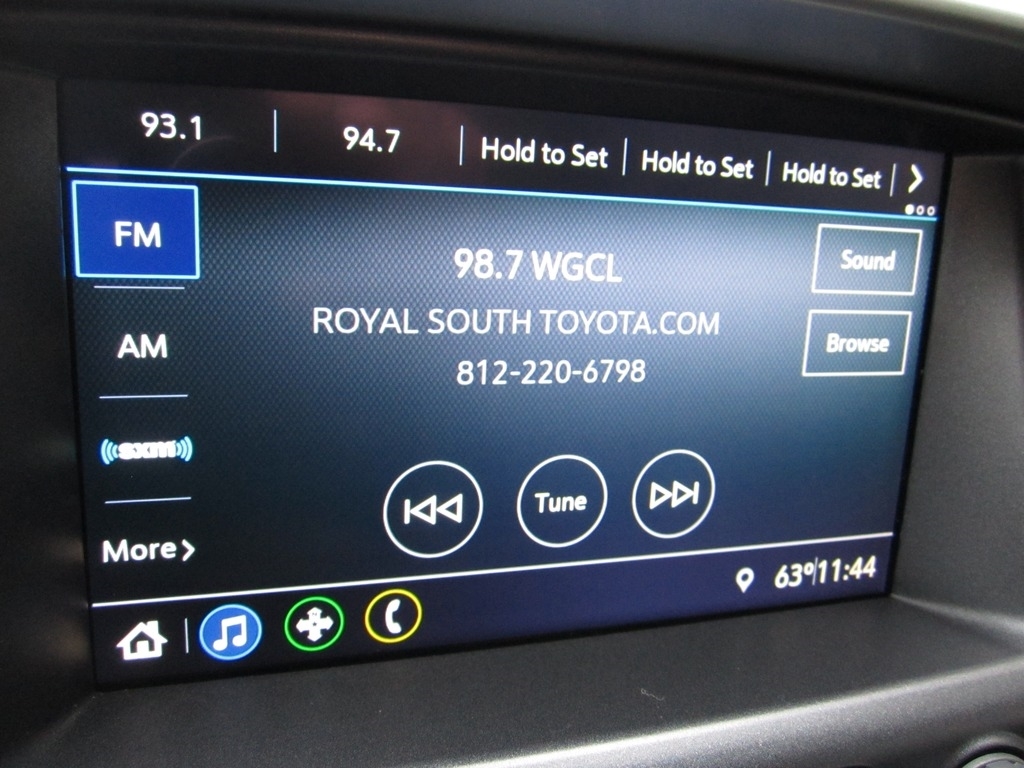 93.1 94.7 Hold to Set Hold to Set Hold to Set
FM
98.7 WGCL
Sound
ROYAL SOUTH TOYOTA.COM
AM
Browse
812-220-6798
sxm
Tune
More
63° 11:44